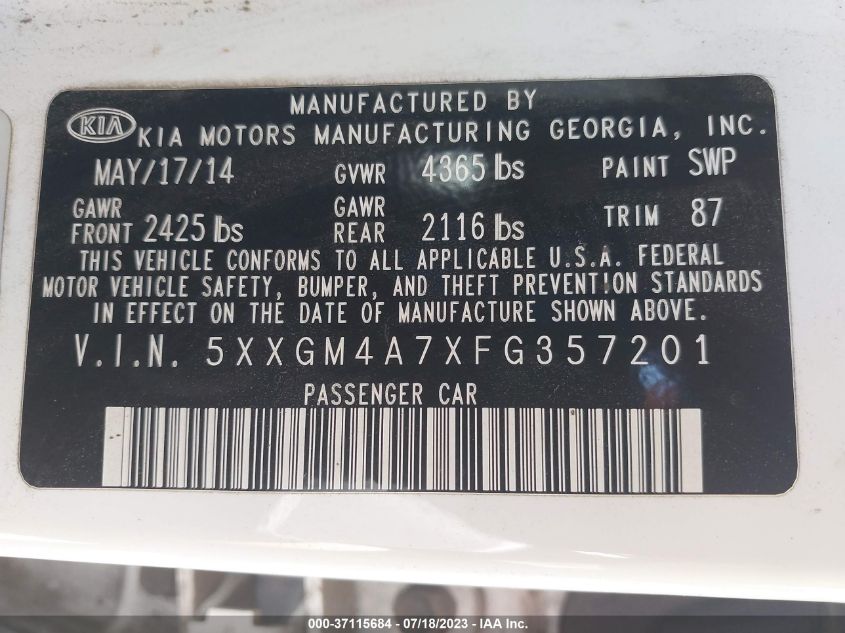 MANUFACTURED BY
KIA KIA MOTORS MANUFACTURING GEORGIA, INC.
MAY/17/14 GVWR 4365 lbs PAINT SWP
GAWR FRONT 2425 lbs GAWR REAR 2116 lbs TRIM 87
THIS VEHICLE CONFORMS TO ALL APPLICABLE U.S.A. FEDERAL
MOTOR VEHICLE SAFETY, BUMPER, AND THEFT PREVENTION STANDARDS
IN EFFECT ON THE DATE OF MANUFACTURE SHOWN ABOVE.
V.I.N. 5XXGM4A7XFG357201
PASSENGER CAR
000-37115684 - 07/18/2023 - IAA Inc.